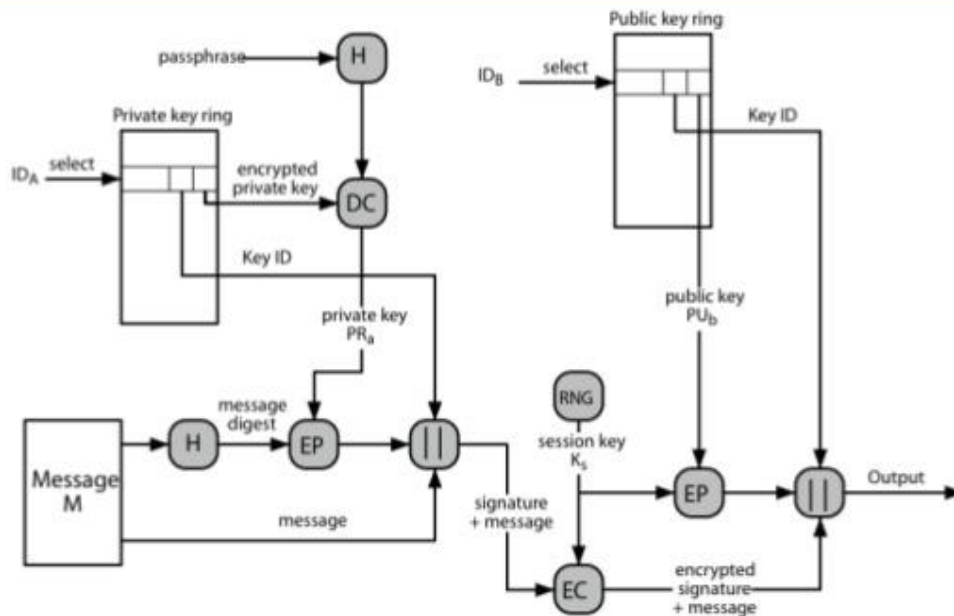 Public key ring
passphrase
H
ID_B
select
Private key ring
Key ID
ID_A
select
encrypted
private key
DC
Key ID
private key
PR_a
public key
PU_b
RNG
message
digest
session key
K_s
Message
M
H
EP
||
EP
||
Output
message
signature
+ message
EC
encrypted
signature
+ message